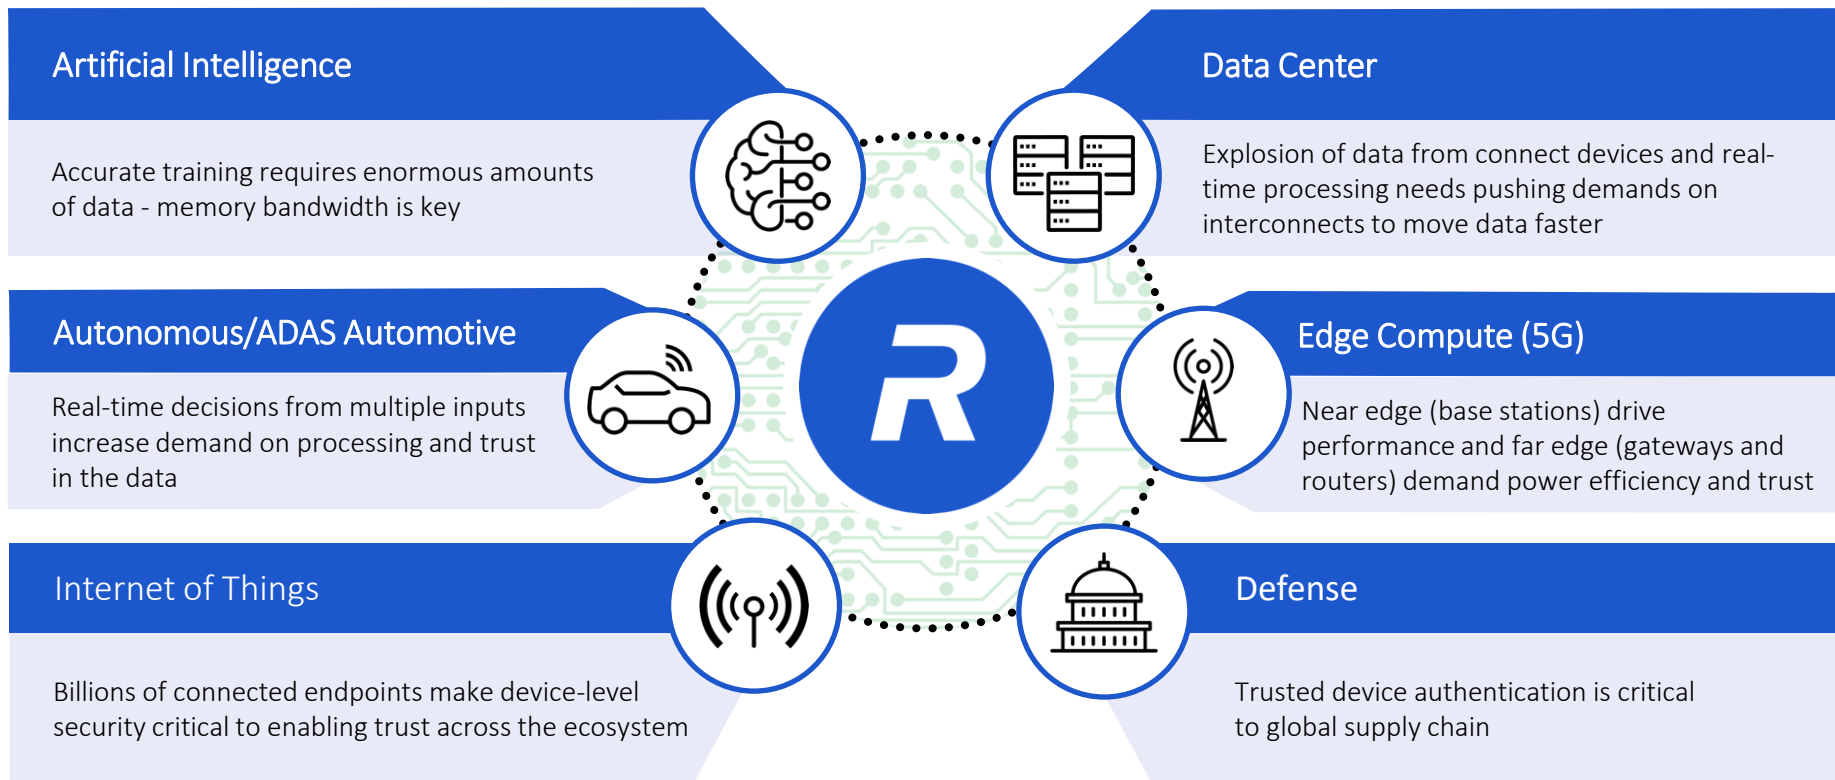 Artificial Intelligence
Accurate training requires enormous amounts
of data - memory bandwidth is key
Data Center
Explosion of data from connect devices and real-
time processing needs pushing demands on
interconnects to move data faster
Autonomous/ADAS Automotive
Real-time decisions from multiple inputs
increase demand on processing and trust
in the data
R
Edge Compute (5G)
Near edge (base stations) drive
performance and far edge (gateways and
routers) demand power efficiency and trust
Internet of Things
Billions of connected endpoints make device-level
security critical to enabling trust across the ecosystem
Defense
Trusted device authentication is critical
to global supply chain